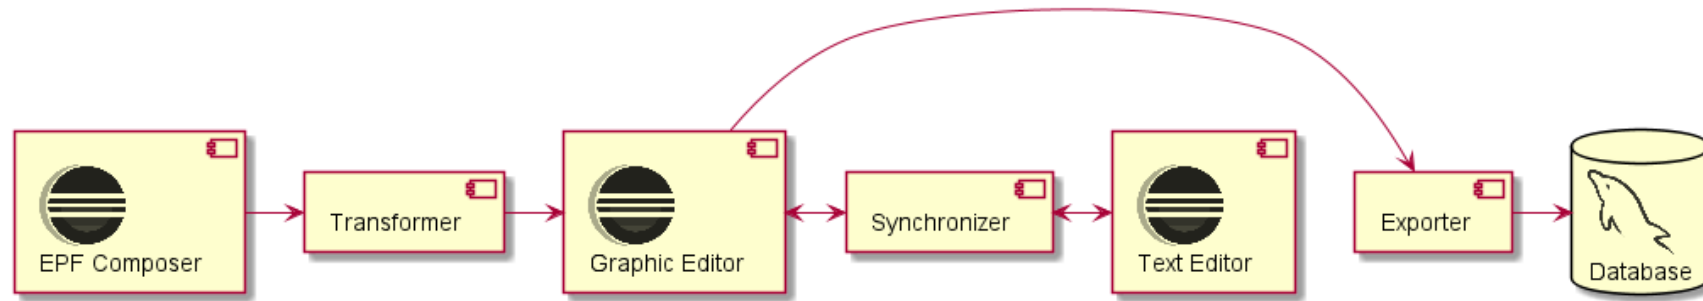 EPF Composer
Transformer
Graphic Editor
Synchronizer
Text Editor
Exporter
Database